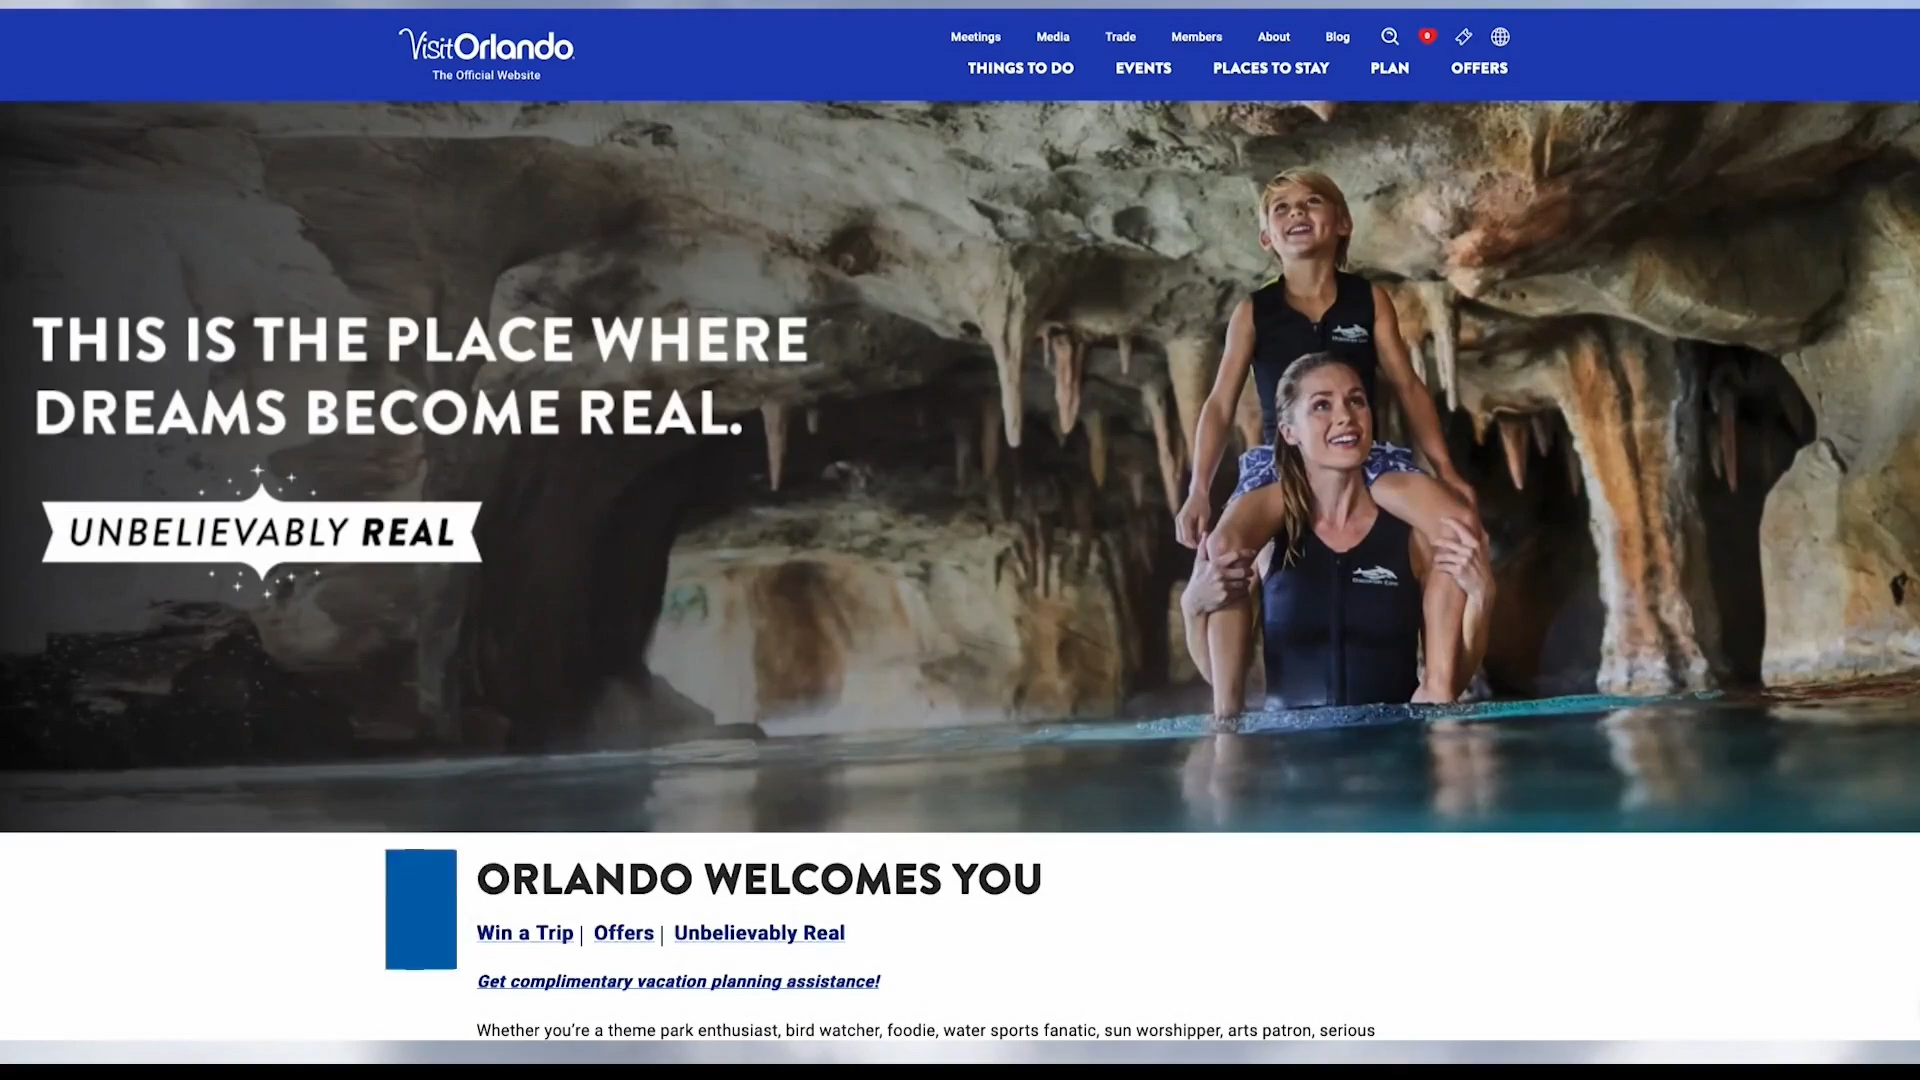 VisitOrlando
The Official Website
Meetings Media Trade Members About Blog 0
THINGS TO DO EVENTS PLACES TO STAY PLAN OFFERS
THIS IS THE PLACE WHERE
DREAMS BECOME REAL.
UNBELIEVABLY REAL
ORLANDO WELCOMES YOU
Win a Trip | Offers | Unbelievably Real
Get complimentary vacation planning assistance!
Whether you’re a theme park enthusiast, bird watcher, foodie, water sports fanatic, sun worshipper, arts patron, serious